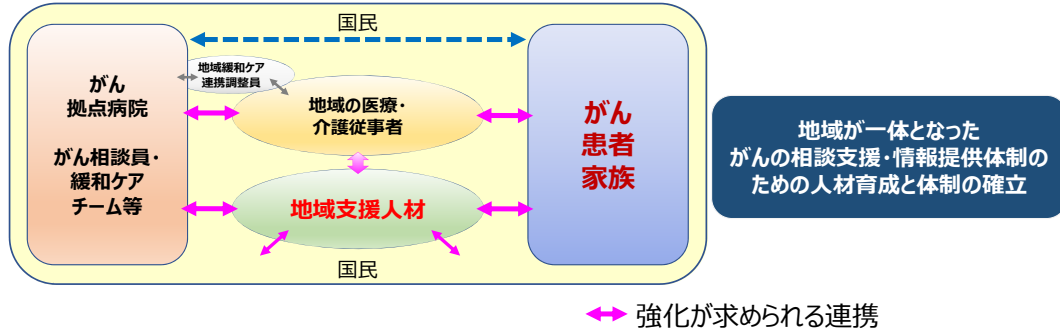 国民
がん
拠点病院
がん相談員・
緩和ケア
チーム等
地域緩和ケア
連携調整員
地域の医療・
介護従事者
地域支援人材
がん
患者
家族
国民
地域が一体となった
がんの相談支援・情報提供体制の
ための人材育成と体制の確立
強化が求められる連携